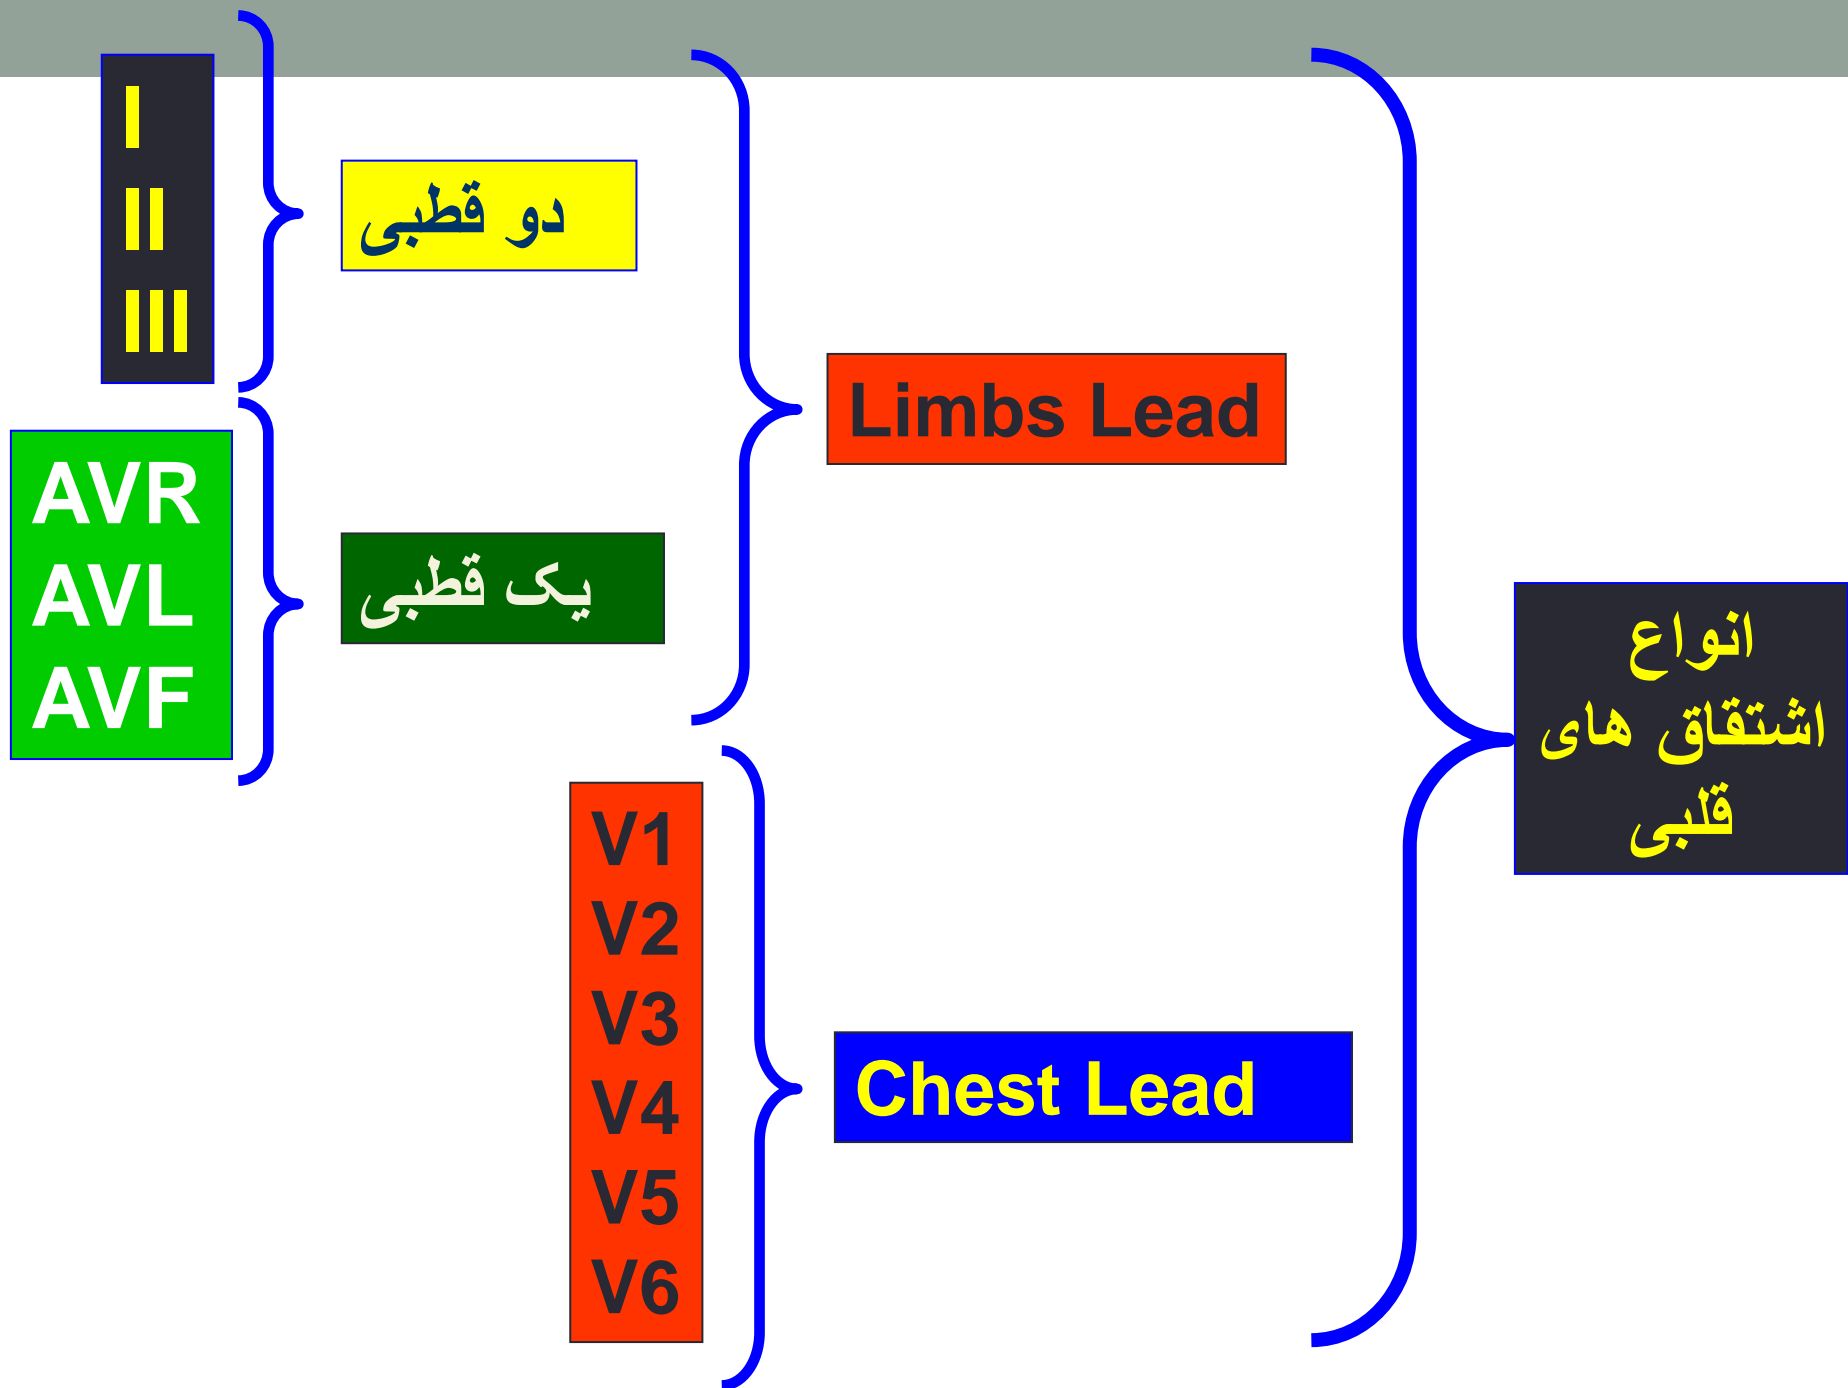 I
II
III
دو قطبی
AVR
AVL
AVF
یک قطبی
Limbs Lead
V1
V2
V3
V4
V5
V6
Chest Lead
انواع
اشتقاق های
قلبی